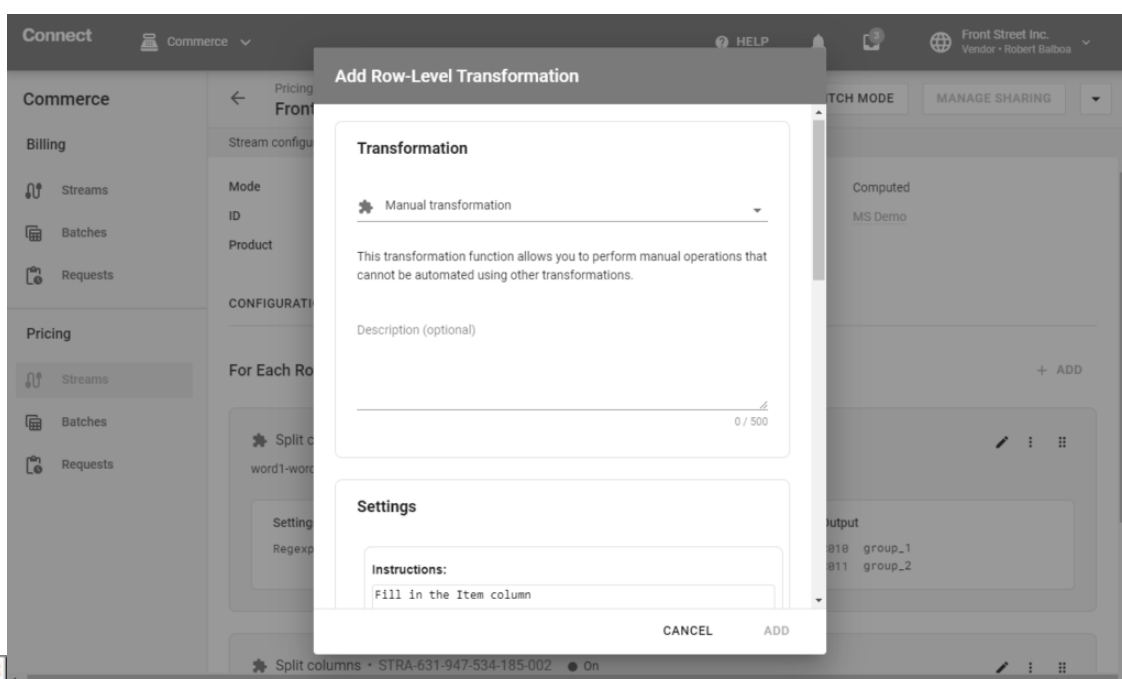 Connect
Commerce
HELP
3
Front Street Inc.
Vendor • Robert Balboa
Commerce
Billing
Streams
Batches
Requests
Pricing
Streams
Batches
Requests
Pricing
Front
TCH MODE
MANAGE SHARING
Stream configu
Mode
Computed
ID
MS Demo
Product
CONFIGURATI
For Each Ro
+ ADD
Split c
word1-word
Setting
Regexp
Output
group_1
group_2
Split columns • STRA-631-947-534-185-002 ● On
Add Row-Level Transformation
Transformation
Manual transformation
This transformation function allows you to perform manual operations that
cannot be automated using other transformations.
Description (optional)
0 / 500
Settings
Instructions:
Fill in the Item column
CANCEL
ADD